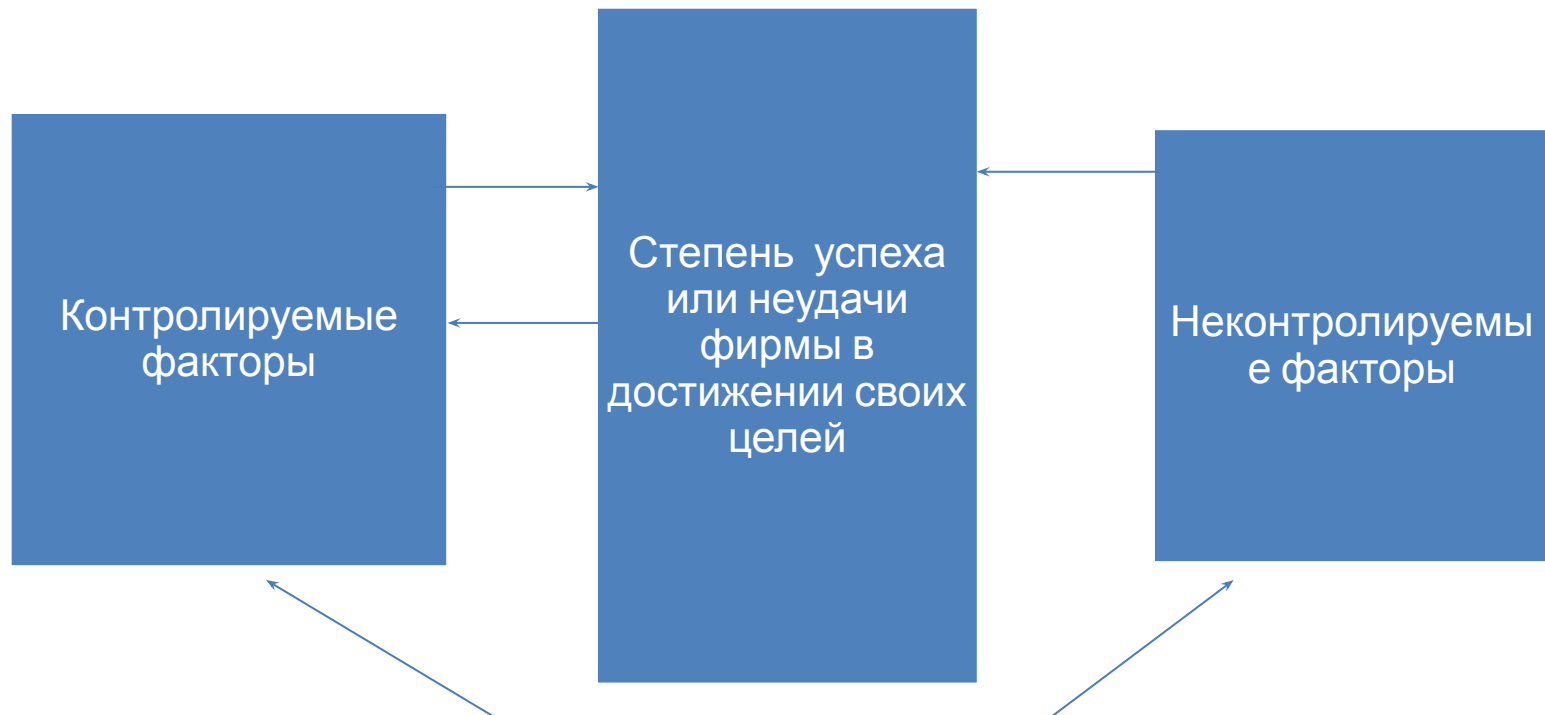 Контролируемые
факторы
Степень  успеха
или неудачи
фирмы в
достижении своих
целей
Неконтролируемы
е факторы